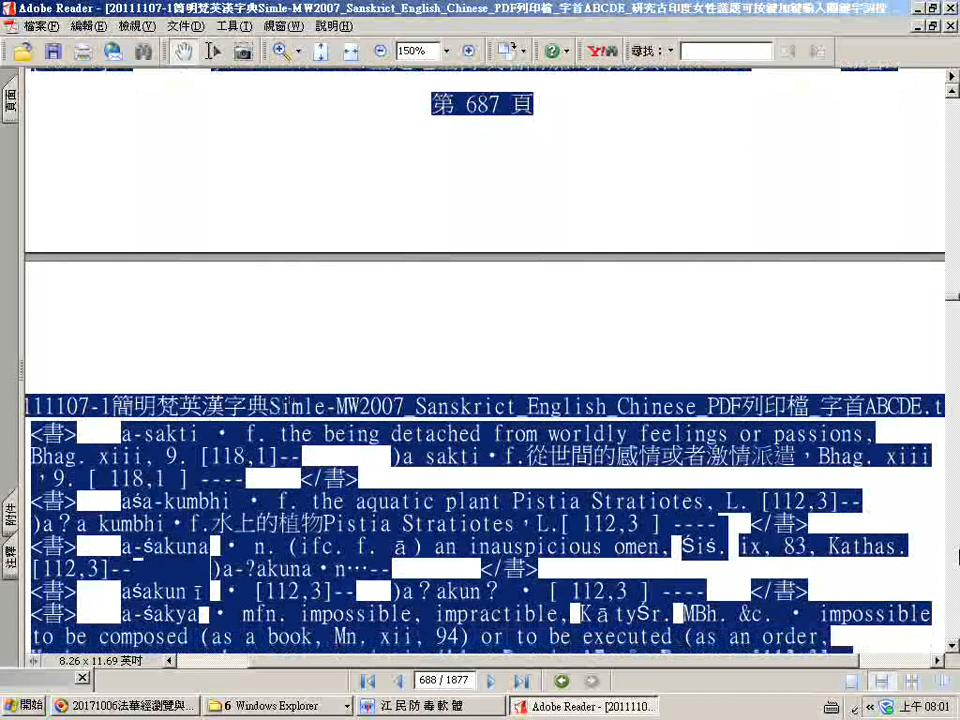 Adobe Reader - [20111107-1簡明梵英漢字典Simle-MW2007_Sanskrict_English_Chinese_PDF列印檔_字首ABCDE_研究古印度女性議題可按鍵
檔案(F) 編輯(E) 檢視(V) 文件(D) 工具(T) 視窗(W) 說明(H)
150% Y! 尋找:
頁面
第 687 頁
111107-1簡明梵英漢字典Simle-MW2007_Sanskrict_English_Chinese_PDF列印檔_字首ABCDE.t
<書> a-sakti · f. the being detached from worldly feelings or passions,
Bhag. xiii, 9. [118,1]-- )a sakti·f.從世間的感情或者激情派遣,Bhag. xiii
,9. [ 118,1 ] ---- </書>
<書> aśa-kumbhi · f. the aquatic plant Pistia Stratiotes, L. [112,3]--
)a?a kumbhi·f.水上的植物Pistia Stratiotes,L.[ 112,3 ] ---- </書>
<書> a-śakuna · n. (ifc. f. ā) an inauspicious omen, Śiś. ix, 83, Kathas.
[112,3]-- )a-?akuna·n…-- </書>
<書> aśakun ī · [112,3]-- )a?akun? · [ 112,3 ] ---- </書>
<書> a-śakya · mfn. impossible, impractible, KātyŚr. MBh. &c. · impossible
to be composed (as a book, Mn. xii, 94) or to be executed (as an order,
附件
注釋
8.26 x 11.69 英吋
688 / 1877
開始 20171006法華經瀏覽與... 6 Windows Explorer 江民防毒軟體 Adobe Reader - [2011110... 上午 08:01